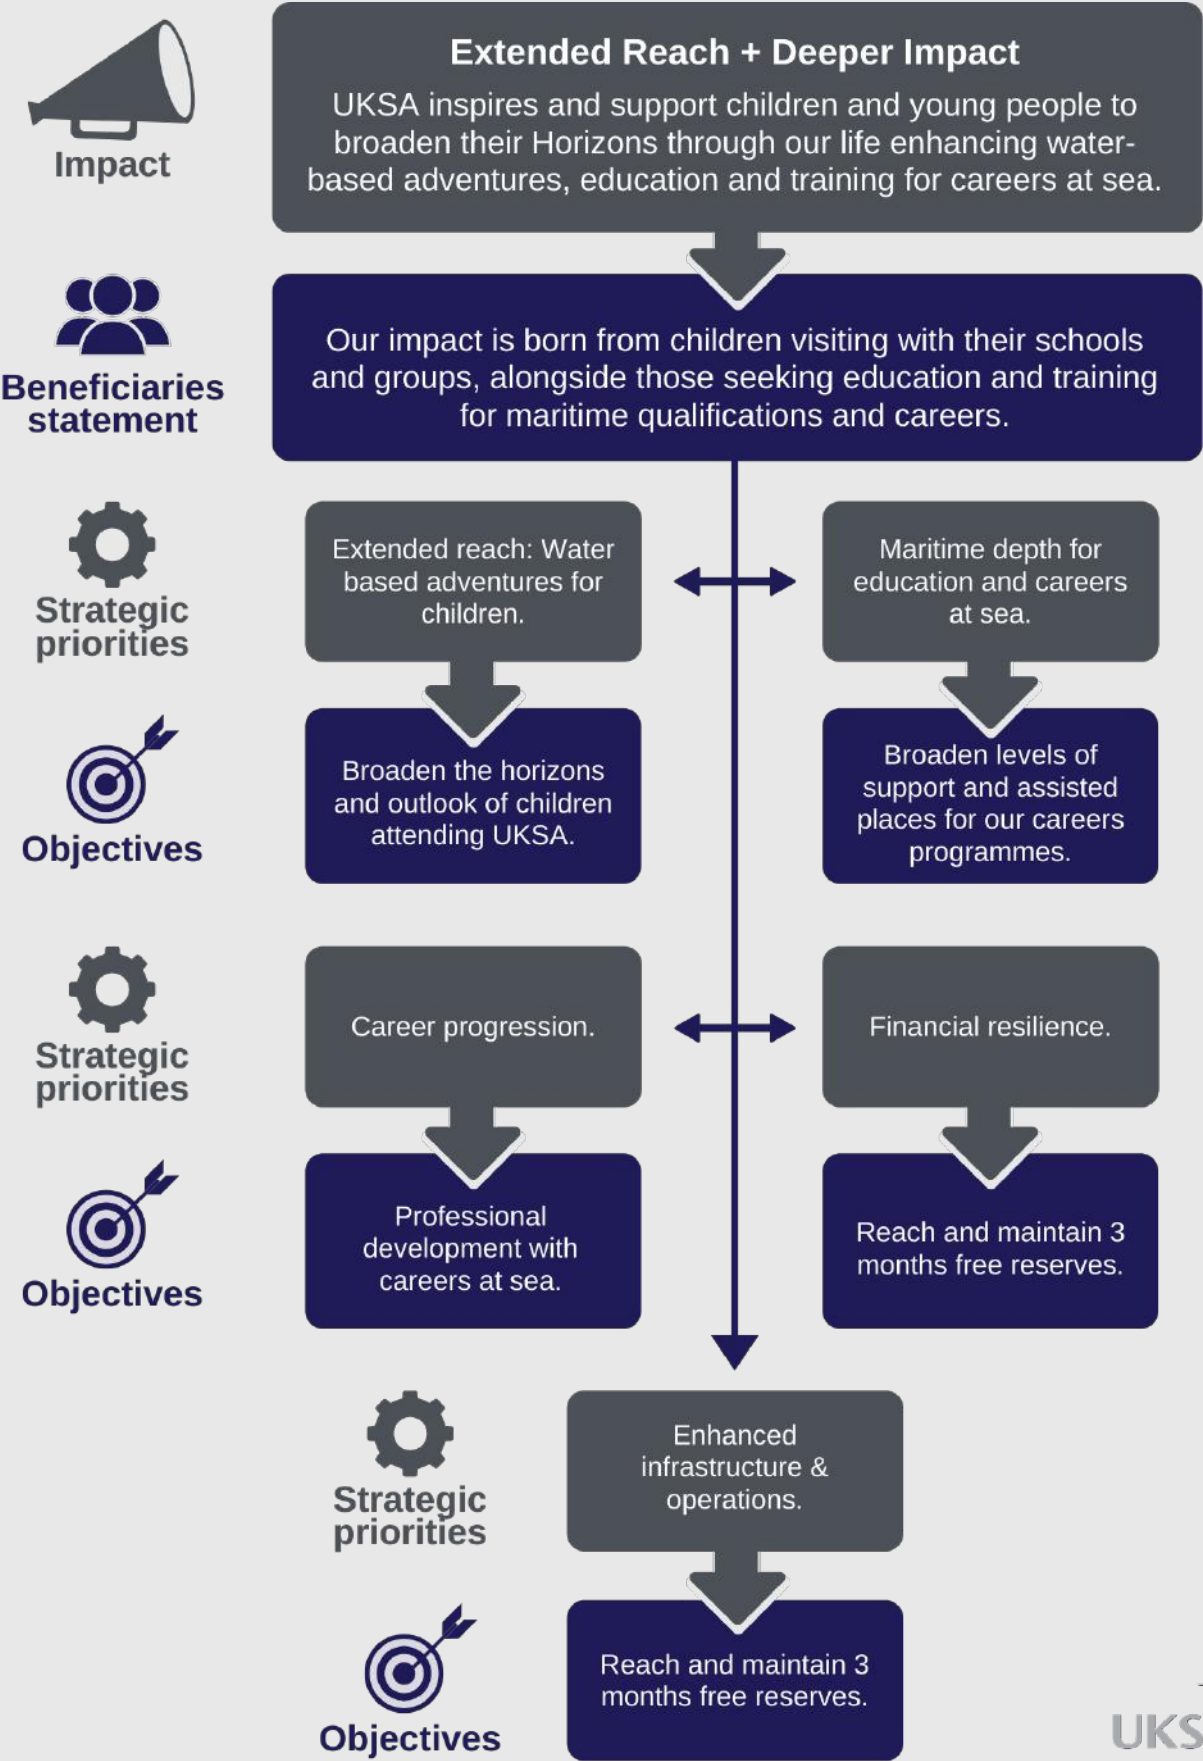 Extended Reach + Deeper Impact
UKSA inspires and support children and young people to
broaden their Horizons through our life enhancing water-
based adventures, education and training for careers at sea.
Impact
Our impact is born from children visiting with their schools
and groups, alongside those seeking education and training
for maritime qualifications and careers.
Beneficiaries
statement
Strategic
priorities
Extended reach: Water
based adventures for
children.
Maritime depth for
education and careers
at sea.
Objectives
Broaden the horizons
and outlook of children
attending UKSA.
Broaden levels of
support and assisted
places for our careers
programmes.
Strategic
priorities
Career progression.
Financial resilience.
Objectives
Professional
development with
careers at sea.
Reach and maintain 3
months free reserves.
Strategic
priorities
Enhanced
infrastructure &
operations.
Objectives
Reach and maintain 3
months free reserves.
UKS